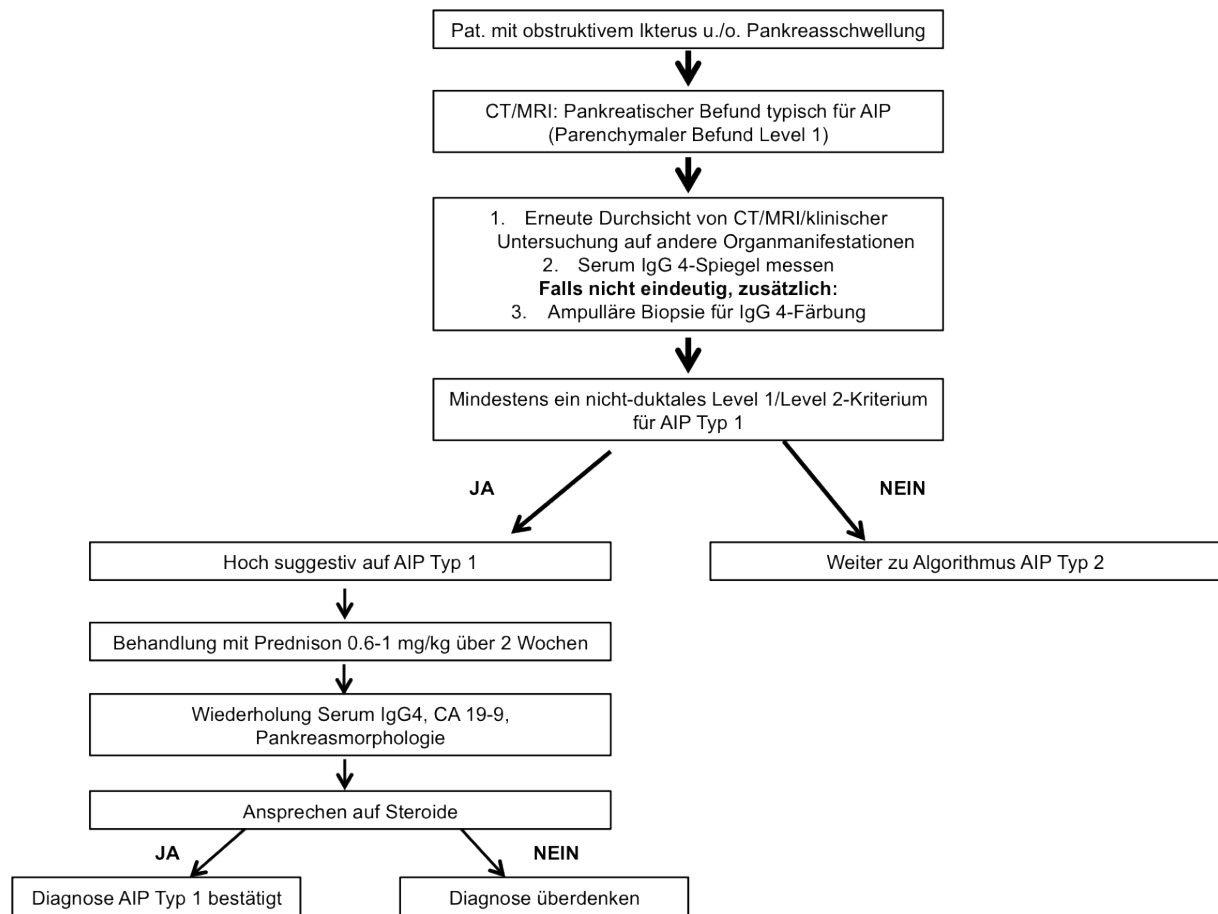 Pat. mit obstruktivem Ikterus u./o. Pankreasschwellung
CT/MRI: Pankreatischer Befund typisch für AIP
(Parenchymaler Befund Level 1)
1. Erneute Durchsicht von CT/MRI/klinischer
Untersuchung auf andere Organmanifestationen
2. Serum IgG 4-Spiegel messen
Falls nicht eindeutig, zusätzlich:
3. Ampulläre Biopsie für IgG 4-Färbung
Mindestens ein nicht-duktales Level 1/Level 2-Kriterium
für AIP Typ 1
JA
NEIN
Hoch suggestiv auf AIP Typ 1
Weiter zu Algorithmus AIP Typ 2
Behandlung mit Prednison 0.6-1 mg/kg über 2 Wochen
Wiederholung Serum IgG4, CA 19-9,
Pankreasmorphologie
Ansprechen auf Steroide
JA
NEIN
Diagnose AIP Typ 1 bestätigt
Diagnose überdenken